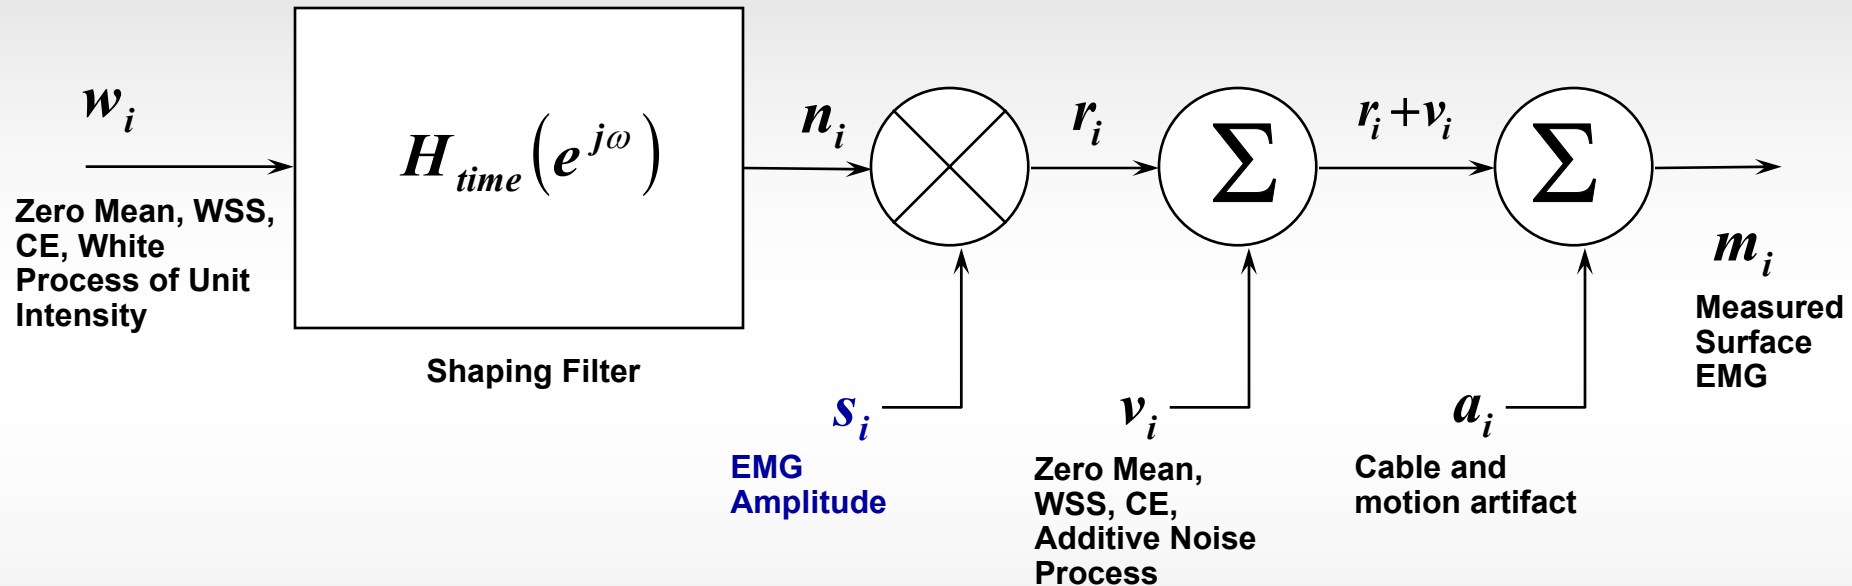 w_i
Zero Mean, WSS,
CE, White
Process of Unit
Intensity
H_time(e^{jω})
Shaping Filter
n_i
s_i
EMG
Amplitude
r_i
Σ
v_i
Zero Mean,
WSS, CE,
Additive Noise
Process
r_i+v_i
Σ
a_i
Cable and
motion artifact
m_i
Measured
Surface
EMG